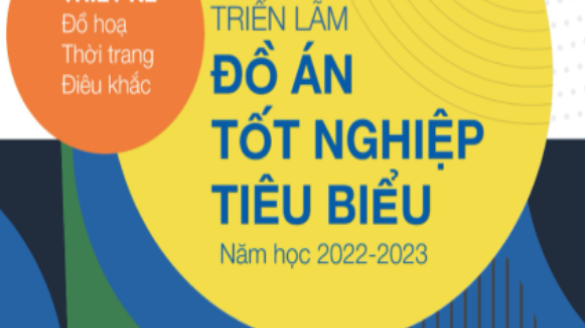 Đồ hoạ
Thời trang
Điêu khắc
TRIỂN LÃM
ĐỒ ÁN
TỐT NGHIỆP
TIÊU BIỂU
Năm học 2022-2023